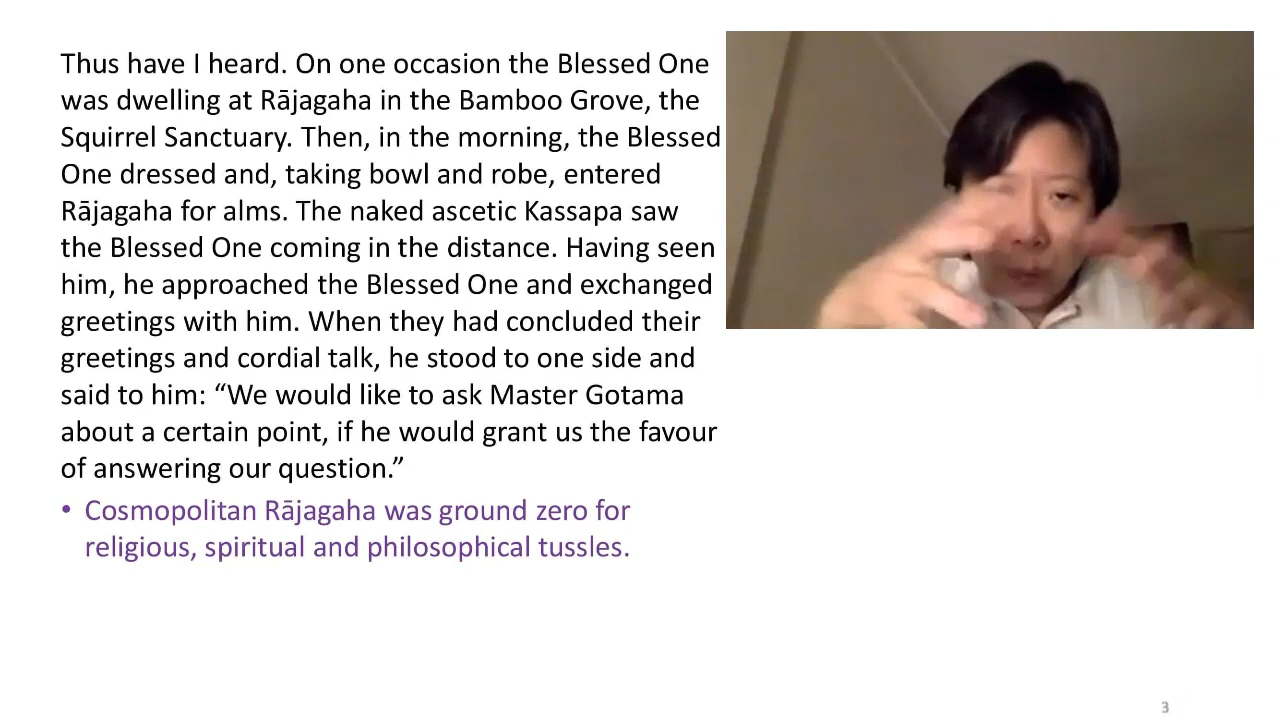 Thus have I heard. On one occasion the Blessed One
was dwelling at Rājagaha in the Bamboo Grove, the
Squirrel Sanctuary. Then, in the morning, the Blessed
One dressed and, taking bowl and robe, entered
Rājagaha for alms. The naked ascetic Kassapa saw
the Blessed One coming in the distance. Having seen
him, he approached the Blessed One and exchanged
greetings with him. When they had concluded their
greetings and cordial talk, he stood to one side and
said to him: “We would like to ask Master Gotama
about a certain point, if he would grant us the favour
of answering our question.”
• Cosmopolitan Rājagaha was ground zero for
religious, spiritual and philosophical tussles.
3